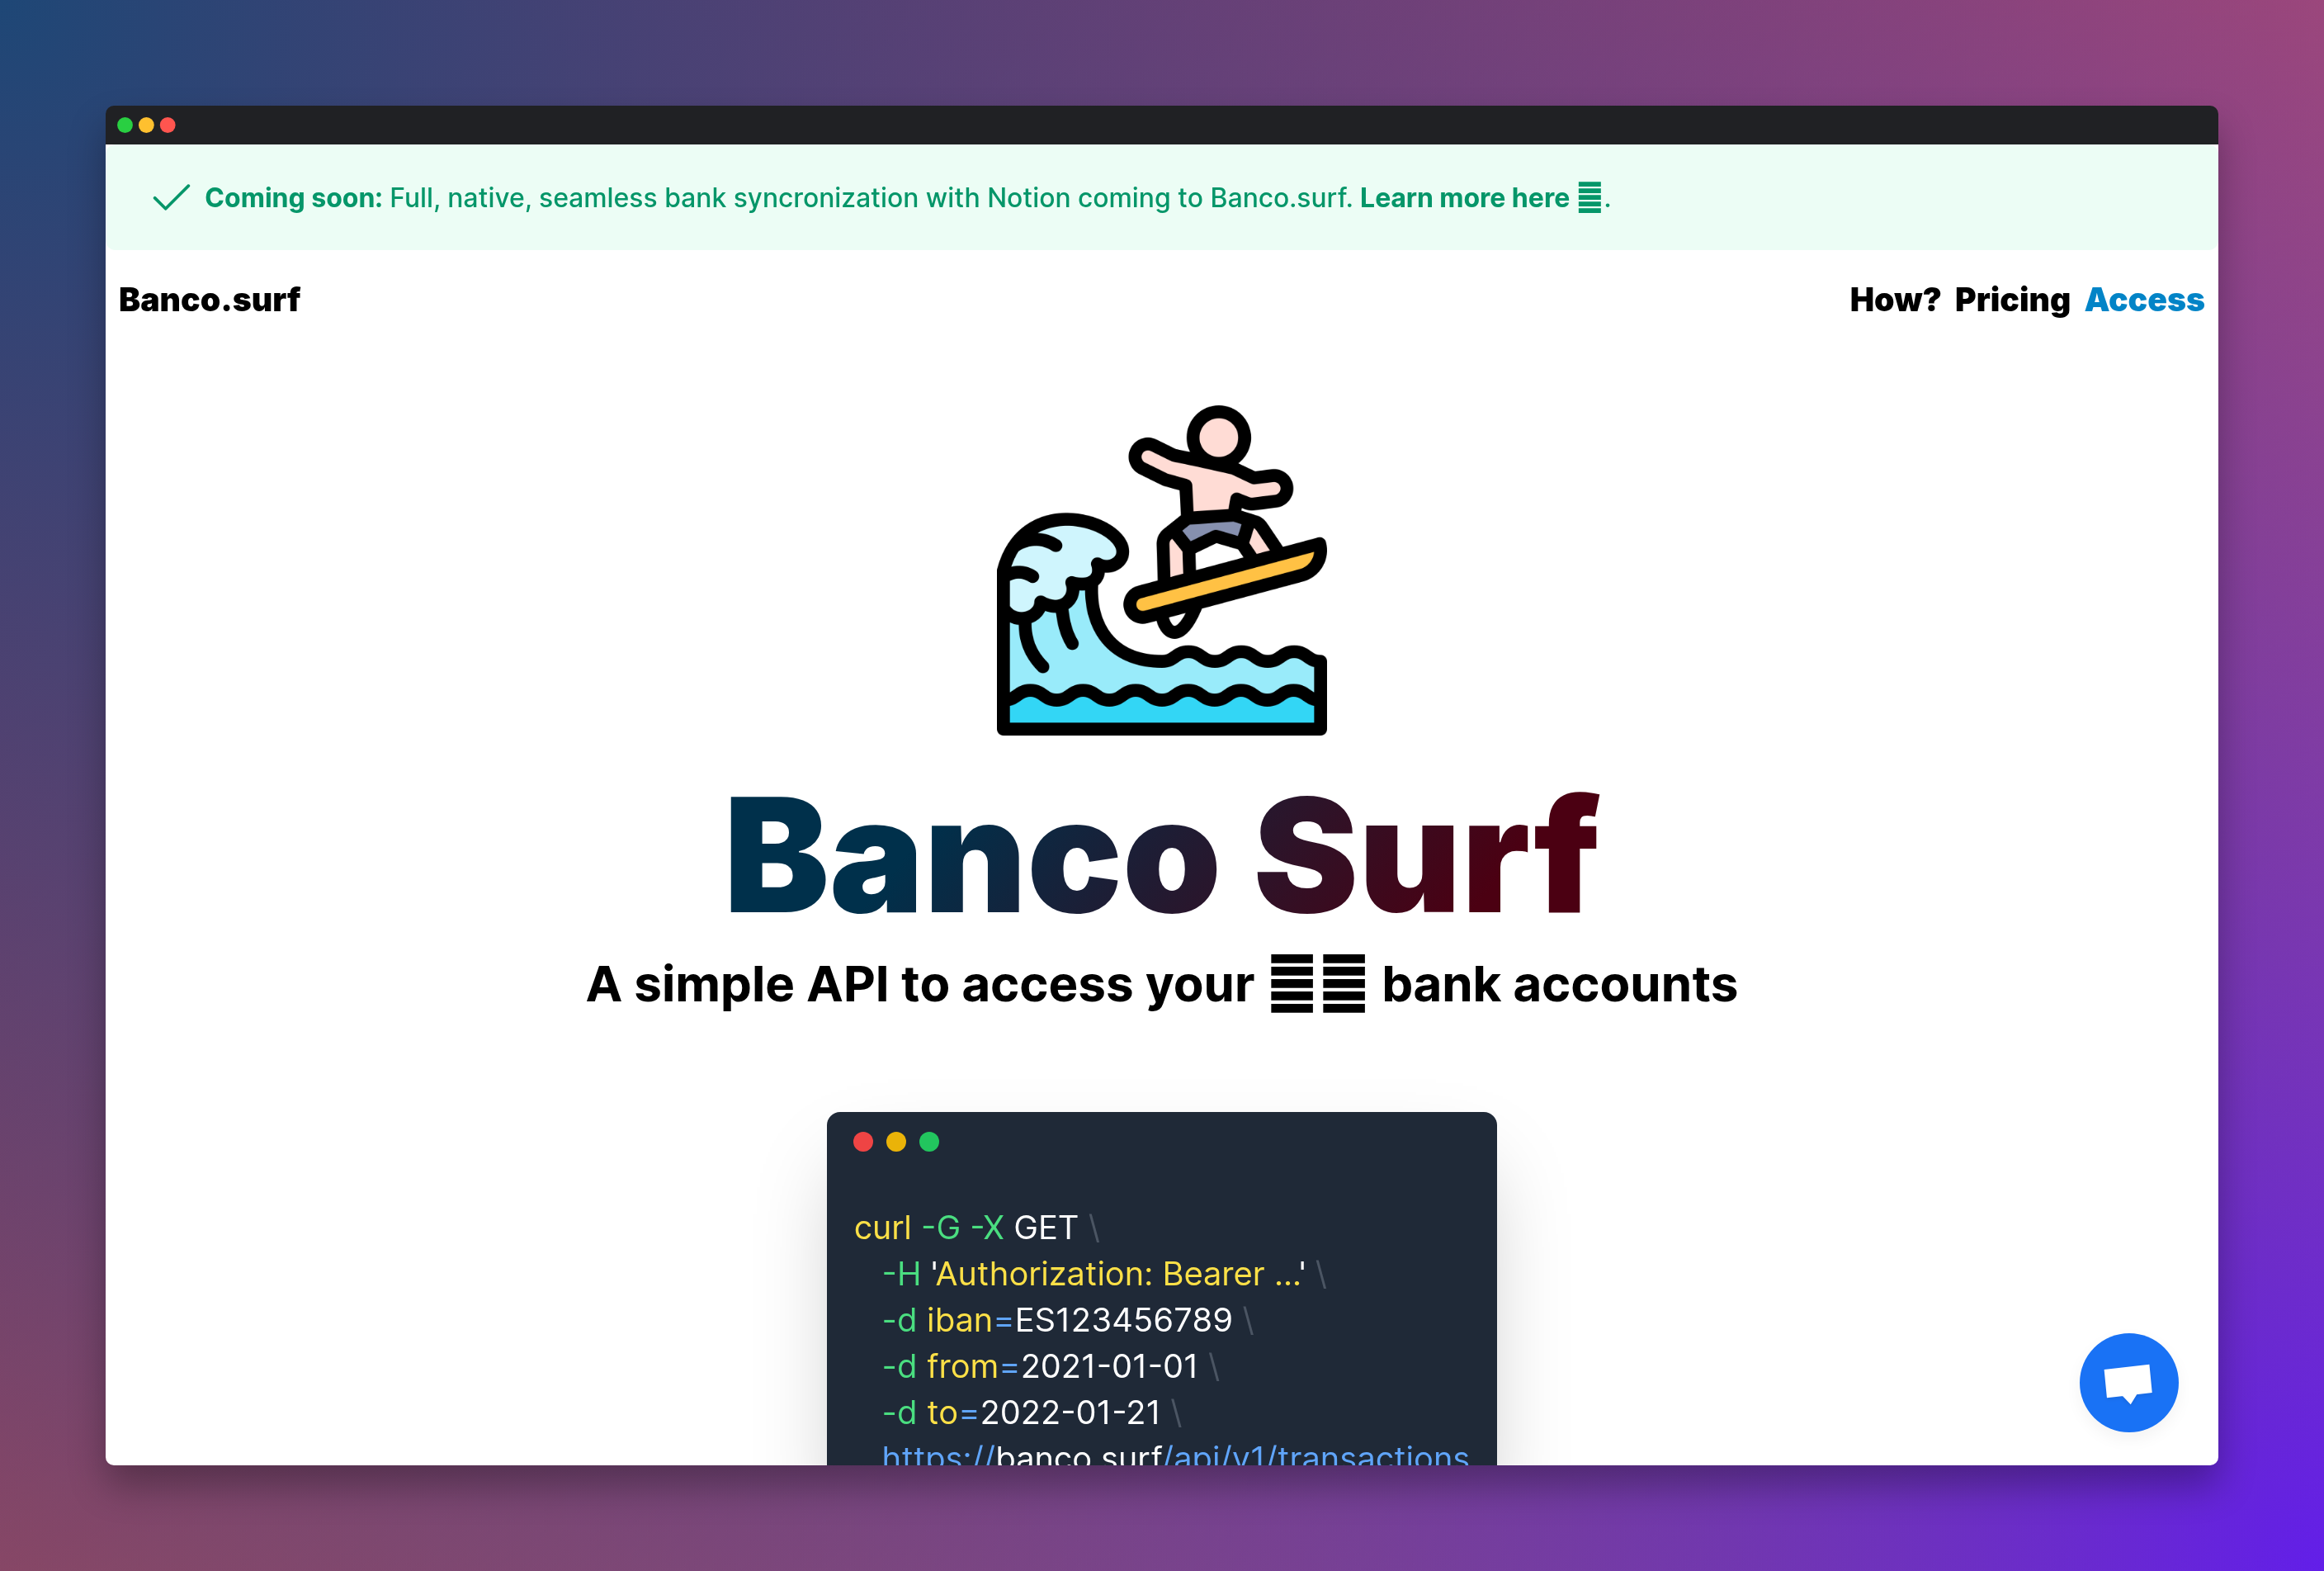 Coming soon: Full, native, seamless bank syncronization with Notion coming to Banco.surf. Learn more here .
Banco.surf
How? Pricing Access
Banco Surf
A simple API to access your bank accounts
curl -G -X GET \
-H 'Authorization: Bearer ...' \
-d iban=ES123456789 \
-d from=2021-01-01 \
-d to=2022-01-21 \
https://banco.surf/api/v1/transactions